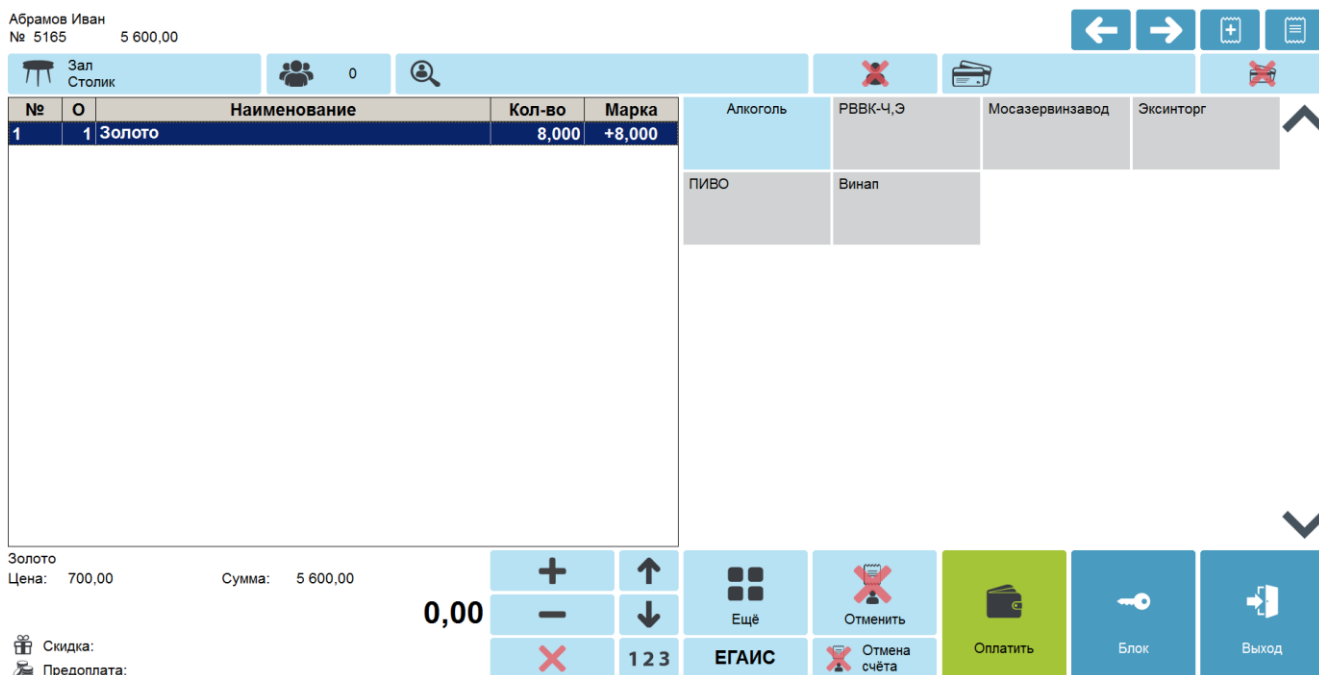 Абрамов Иван
№ 5165 5 600,00
Зал
Столик
0
№ О Наименование Кол-во Марка
1 1 Золото 8,000 +8,000
Алкоголь РВВК-Ч,Э Мосазервинзавод Эксинторг
ПИВО Винап
Золото
Цена: 700,00 Сумма: 5 600,00
0,00
Скидка:
Предоплата:
1 2 3
Ещё
Отменить
ЕГАИС
Отмена
счёта
Оплатить
Блок
Выход